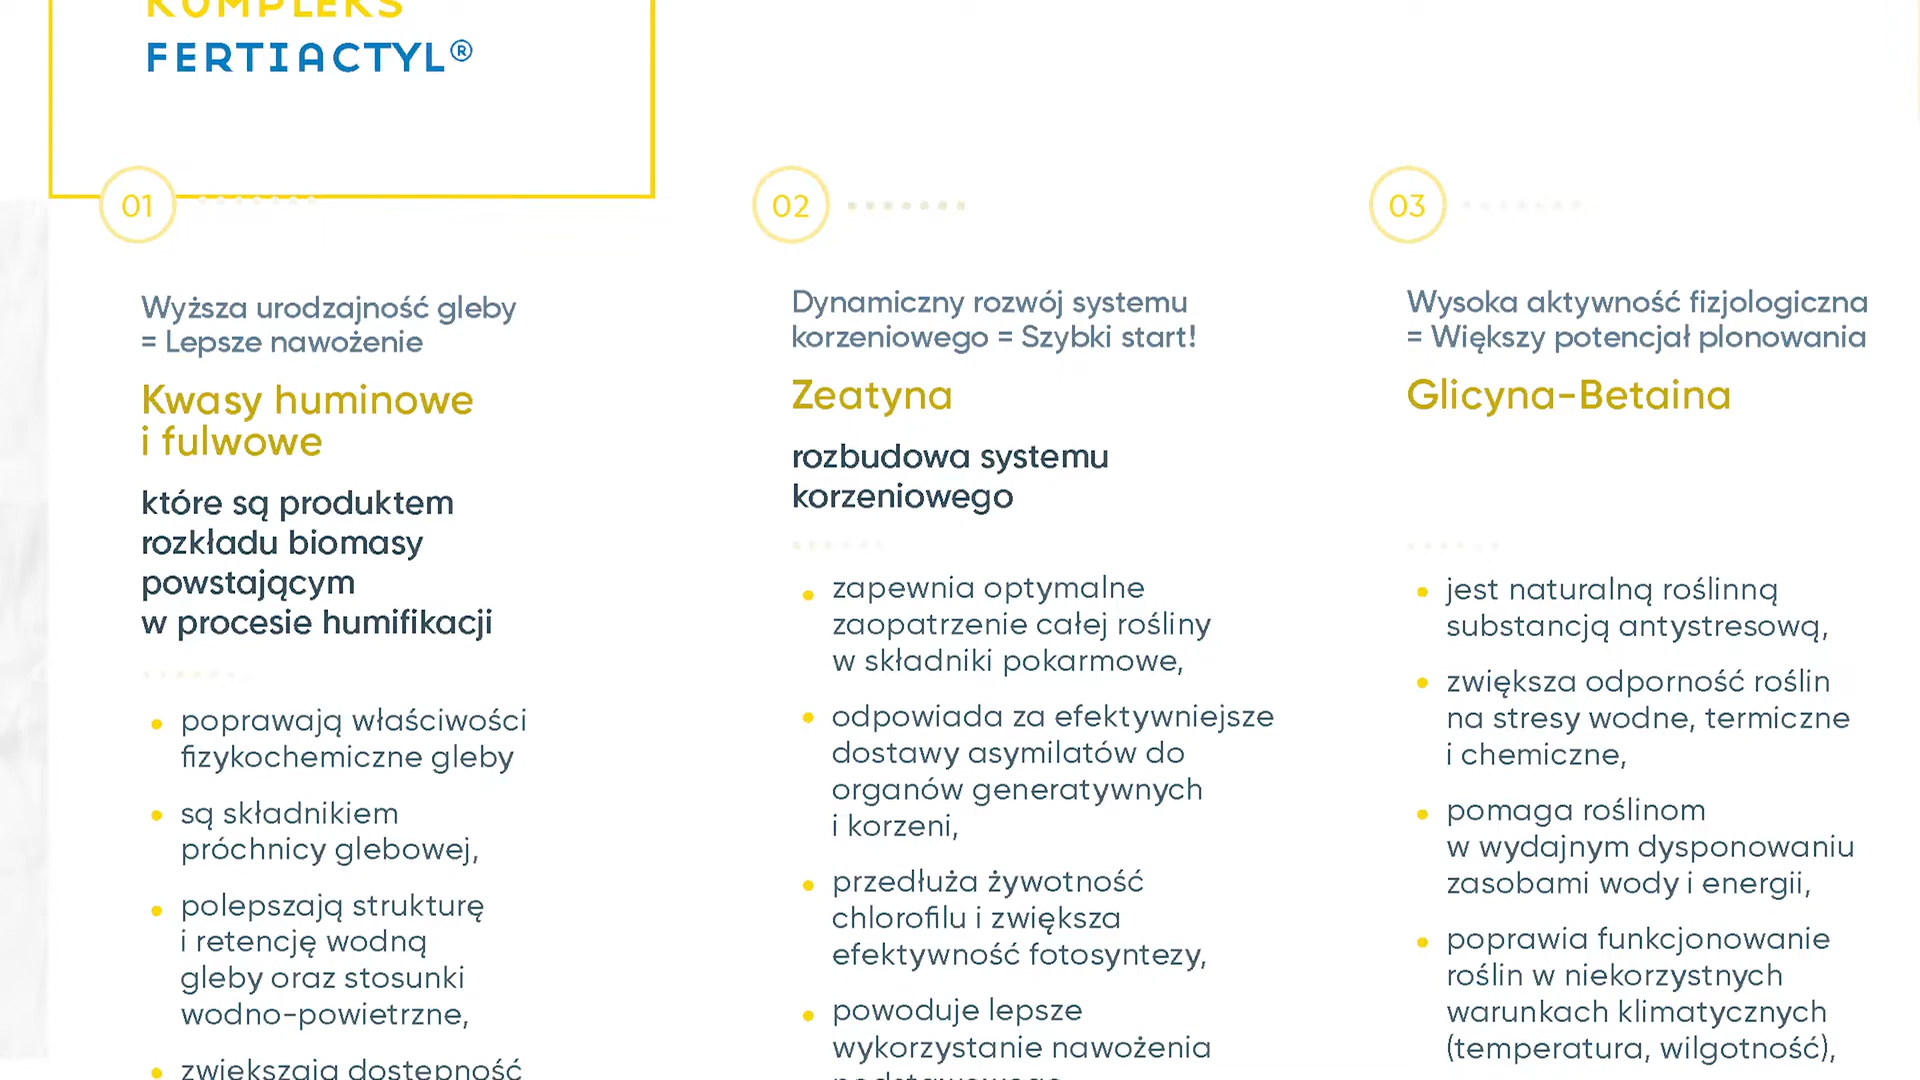 KOMPLEKS
FERTIACTYL®
01
Wyższa urodzajność gleby
= Lepsze nawożenie
Kwasy huminowe
i fulwowe
które są produktem
rozkładu biomasy
powstającym
w procesie humifikacji
poprawają właściwości
fizykochemiczne gleby
są składnikiem
próchnicy glebowej,
polepszają strukturę
i retencję wodną
gleby oraz stosunki
wodno-powietrzne,
zwiększają dostępność
02
Dynamiczny rozwój systemu
korzeniowego = Szybki start!
Zeatyna
rozbudowa systemu
korzeniowego
zapewnia optymalne
zaopatrzenie całej rośliny
w składniki pokarmowe,
odpowiada za efektywniejsze
dostawy asymilatów do
organów generatywnych
i korzeni,
przedłuża żywotność
chlorofilu i zwiększa
efektywność fotosyntezy,
powoduje lepsze
wykorzystanie nawożenia
03
Wysoka aktywność fizjologiczna
= Większy potencjał plonowania
Glicyna-Betaina
jest naturalną roślinną
substancją antystresową,
zwiększa odporność roślin
na stresy wodne, termiczne
i chemiczne,
pomaga roślinom
w wydajnym dysponowaniu
zasobami wody i energii,
poprawia funkcjonowanie
roślin w niekorzystnych
warunkach klimatycznych
(temperatura, wilgotność),